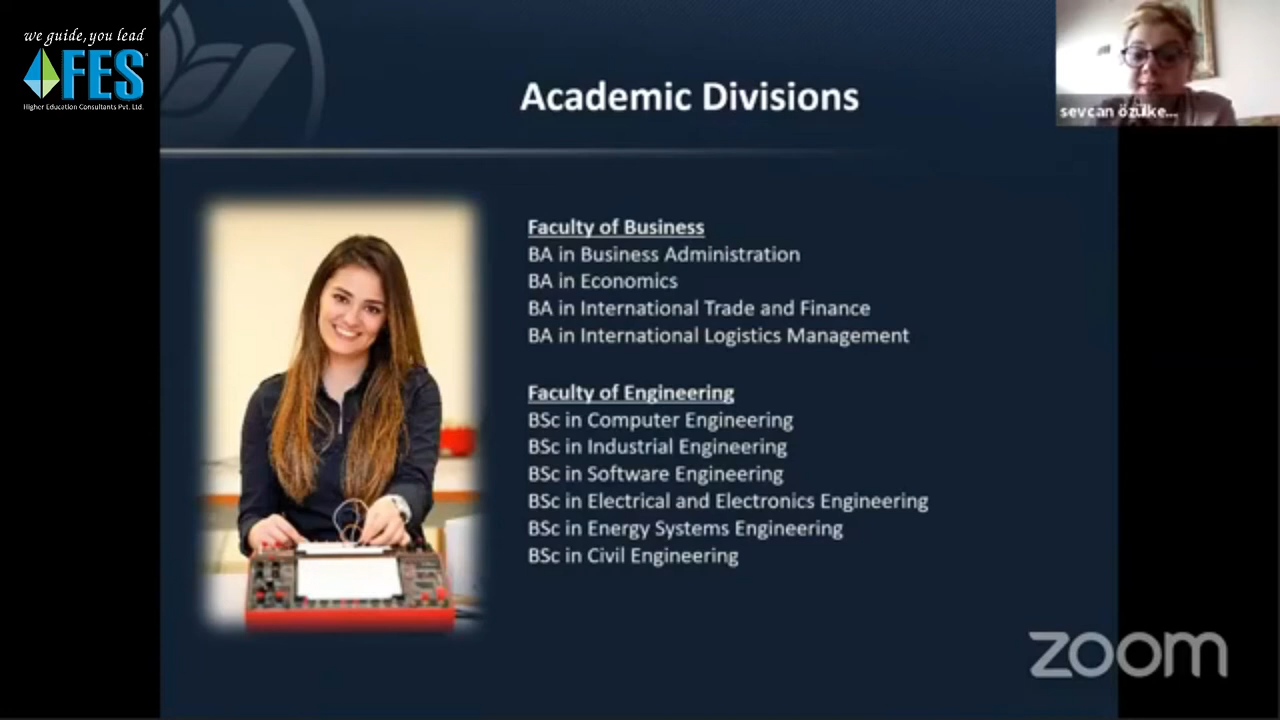 we guide, you lead
FES
Higher Education Consultants Pvt. Ltd.
Academic Divisions
sevcan özülke...
Faculty of Business
BA in Business Administration
BA in Economics
BA in International Trade and Finance
BA in International Logistics Management
Faculty of Engineering
BSc in Computer Engineering
BSc in Industrial Engineering
BSc in Software Engineering
BSc in Electrical and Electronics Engineering
BSc in Energy Systems Engineering
BSc in Civil Engineering
zoom